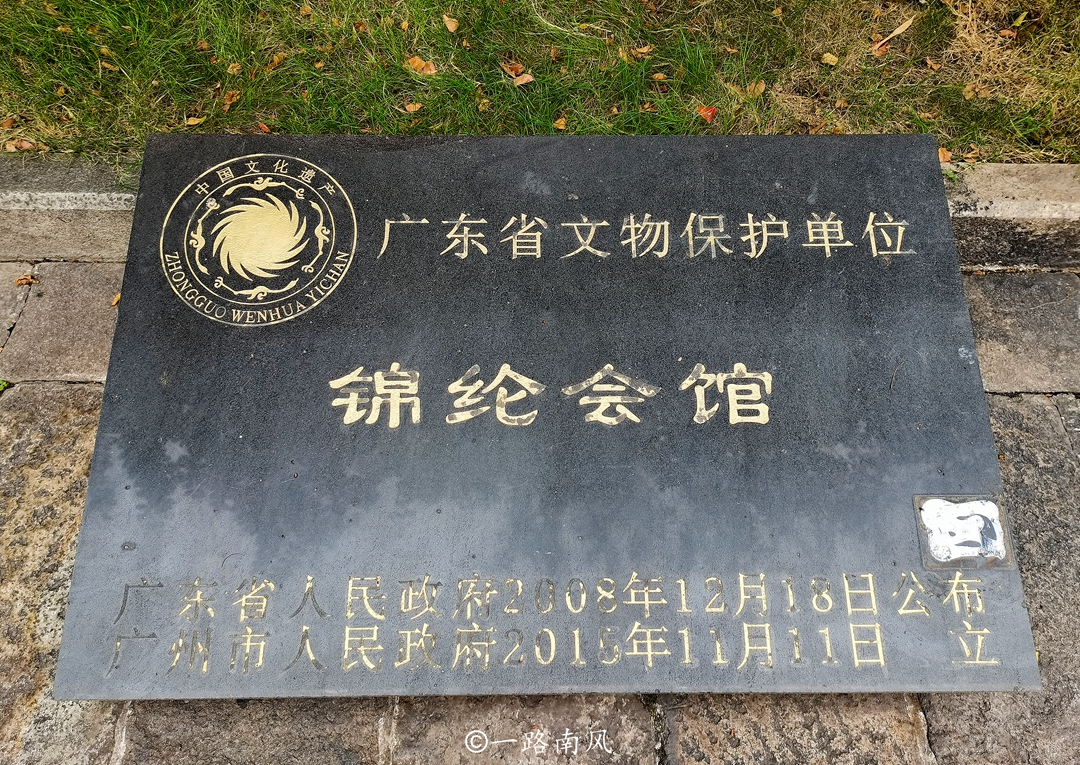 中国文化遗产
ZHONGGUO WENHUA YICHAN
广东省文物保护单位
锦纶会馆
广东省人民政府2008年12月18日公布
广州市人民政府2015年11月11日 立
©一路南风